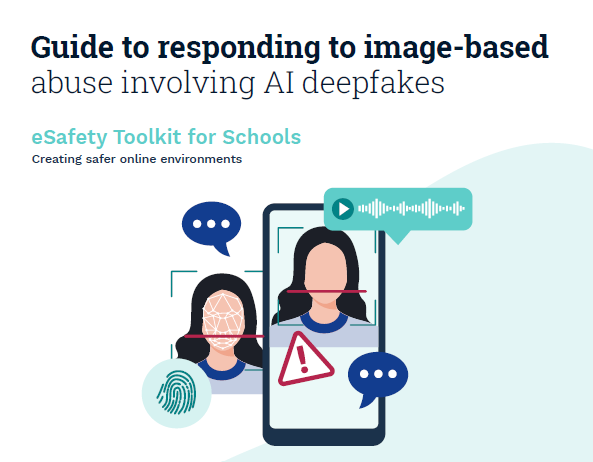 Guide to responding to image-based
abuse involving AI deepfakes
eSafety Toolkit for Schools
Creating safer online environments